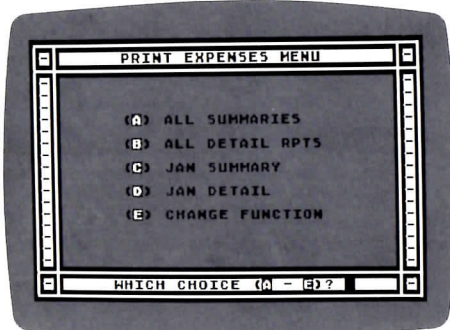 PRINT EXPENSES MENU
(A) ALL SUMMARIES
(B) ALL DETAIL RPTS
(C) JAN SUMMARY
(D) JAN DETAIL
(E) CHANGE FUNCTION
WHICH CHOICE (A - E)?